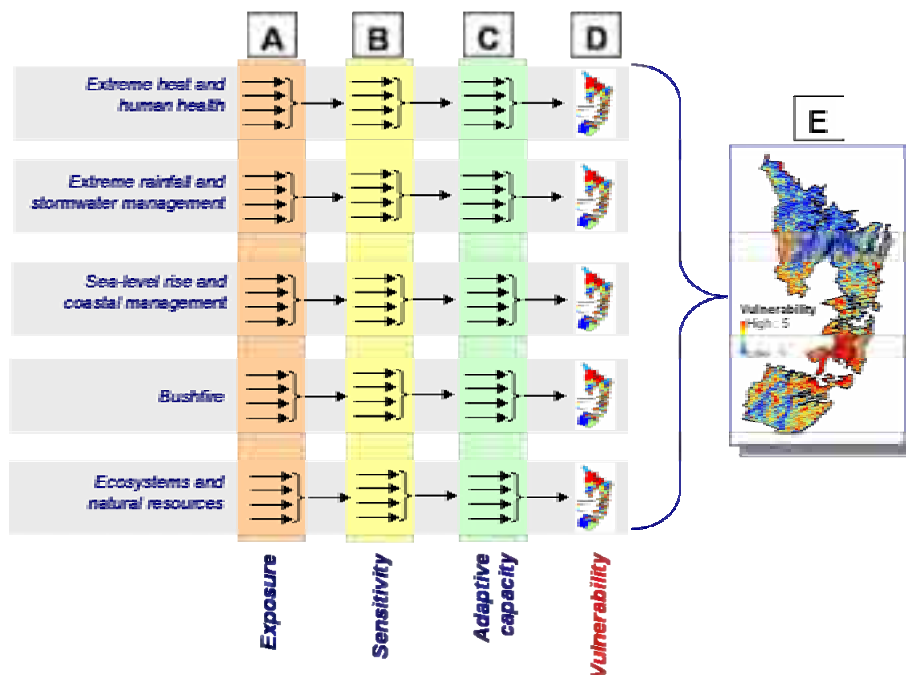 A
B
C
D
Extreme heat and
human health
Extreme rainfall and
stormwater management
Sea-level rise and
coastal management
Bushfire
Ecosystems and
natural resources
E
Vulnerability
High : 5
Exposure
Sensitivity
Adaptive
capacity
Vulnerability